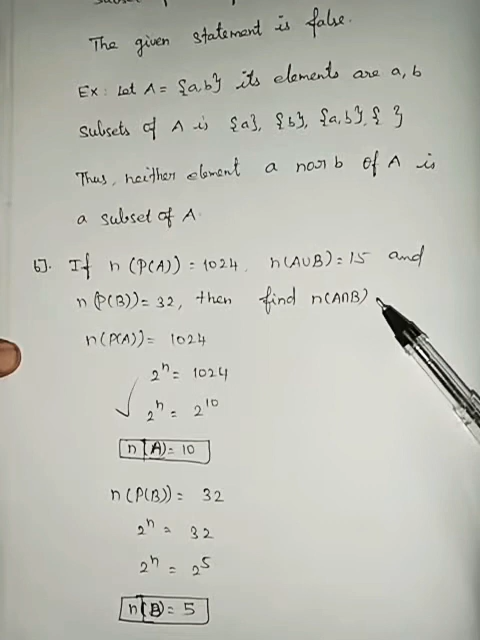 The given statement is false.
Ex: Let A = {a,b} its elements are a, b
Subsets of A is {a}, {b}, {a,b}, { }
Thus, neither element a nor b of A is
a subset of A.
6]. If n(P(A)) = 1024, n(A∪B) = 15 and
n(P(B)) = 32, then find n(A∩B)
n(P(A)) = 1024
2ⁿ = 1024
2ⁿ = 2¹⁰
n(A) = 10
n(P(B)) = 32
2ⁿ = 32
2ⁿ = 2⁵
n(B) = 5